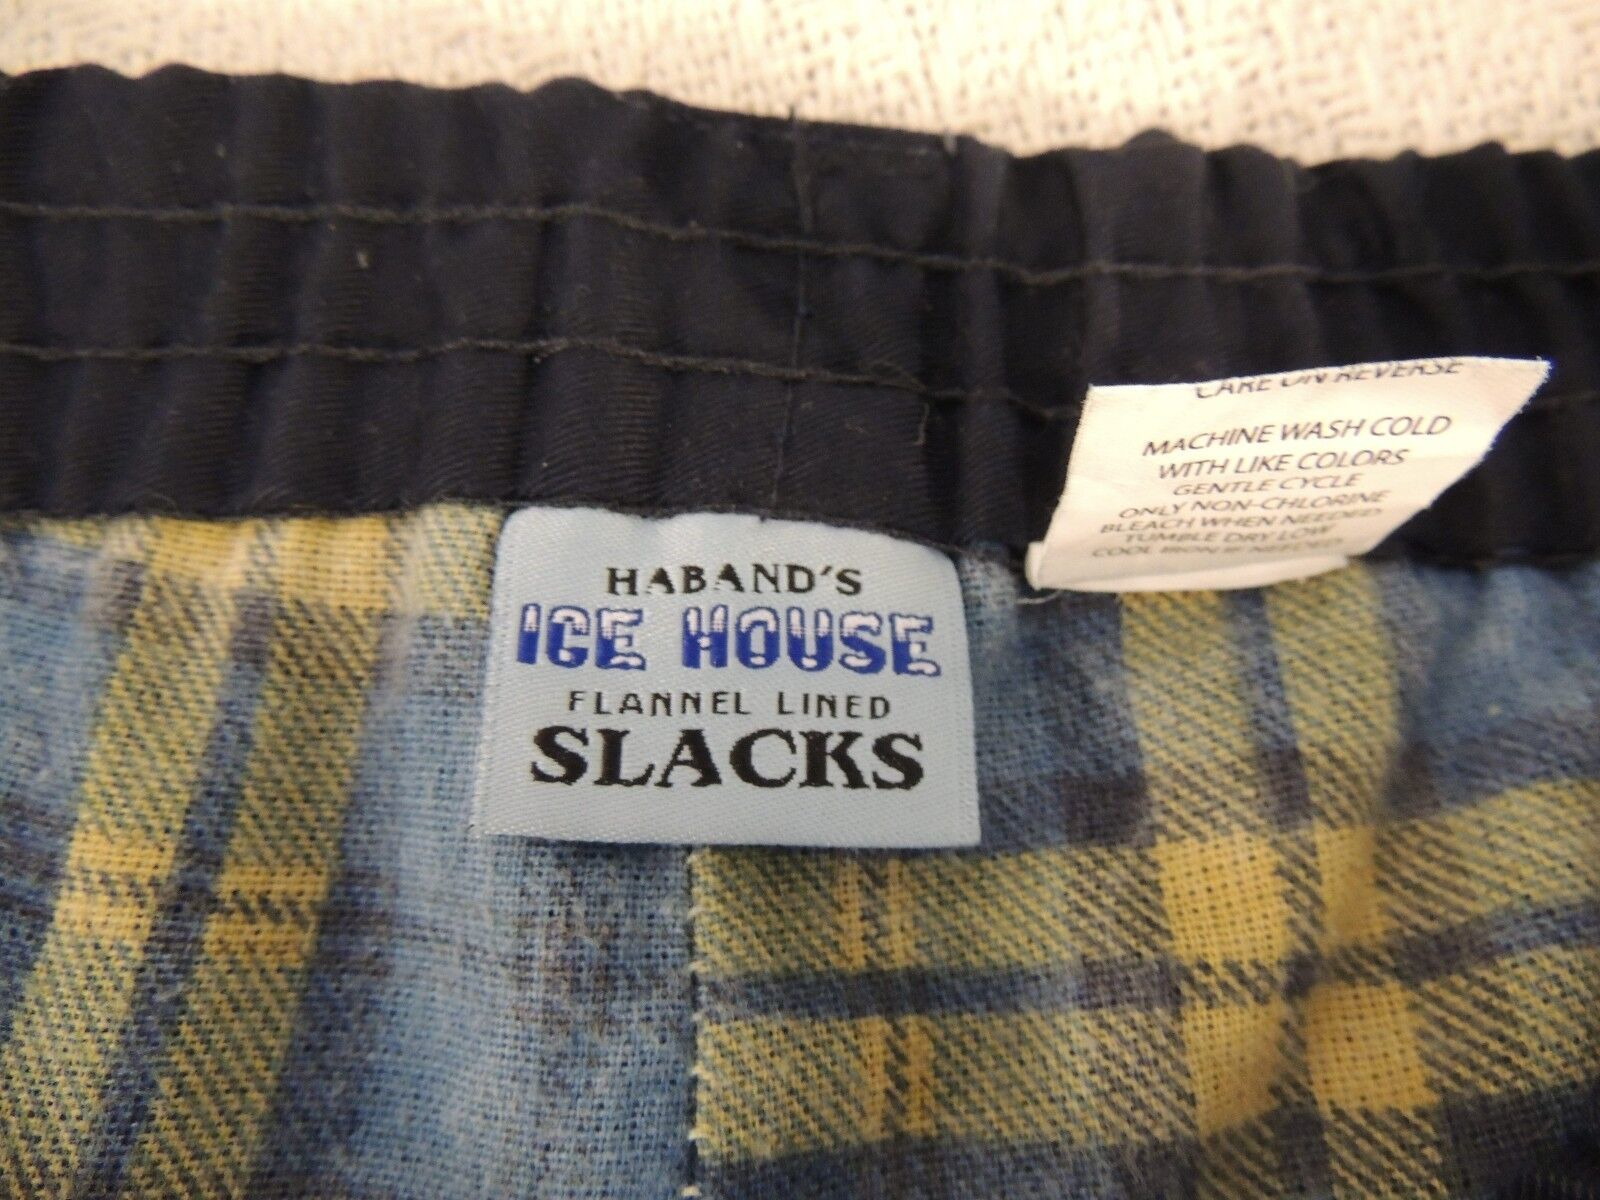 HABAND'S
ICE HOUSE
FLANNEL LINED
SLACKS
CARE ON REVERSE
MACHINE WASH COLD
WITH LIKE COLORS
GENTLE CYCLE
ONLY NON-CHLORINE
BLEACH WHEN NEEDED
TUMBLE DRY LOW
COOL IRON IF NEEDED